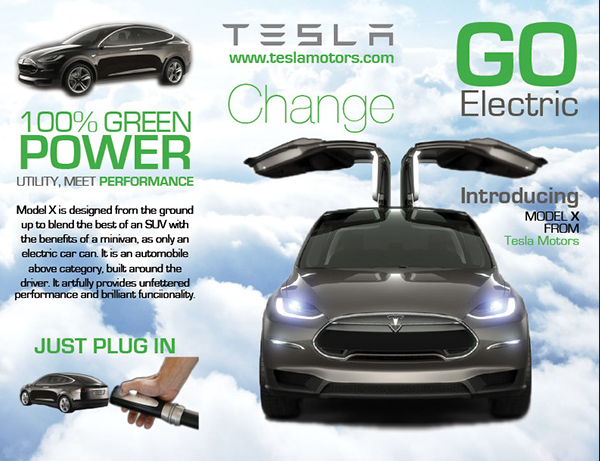 100% GREEN
POWER
UTILITY, MEET PERFORMANCE
Model X is designed from the ground
up to blend the best of an SUV with
the benefits of a minivan, as only an
electric car can. It is an automobile
above category, built around the
driver. It artfully provides unfettered
performance and brilliant funciionality.
JUST PLUG IN
TESLA
www.teslamotors.com
Change
GO
Electric
Introducing
MODEL X
FROM
Tesla Motors